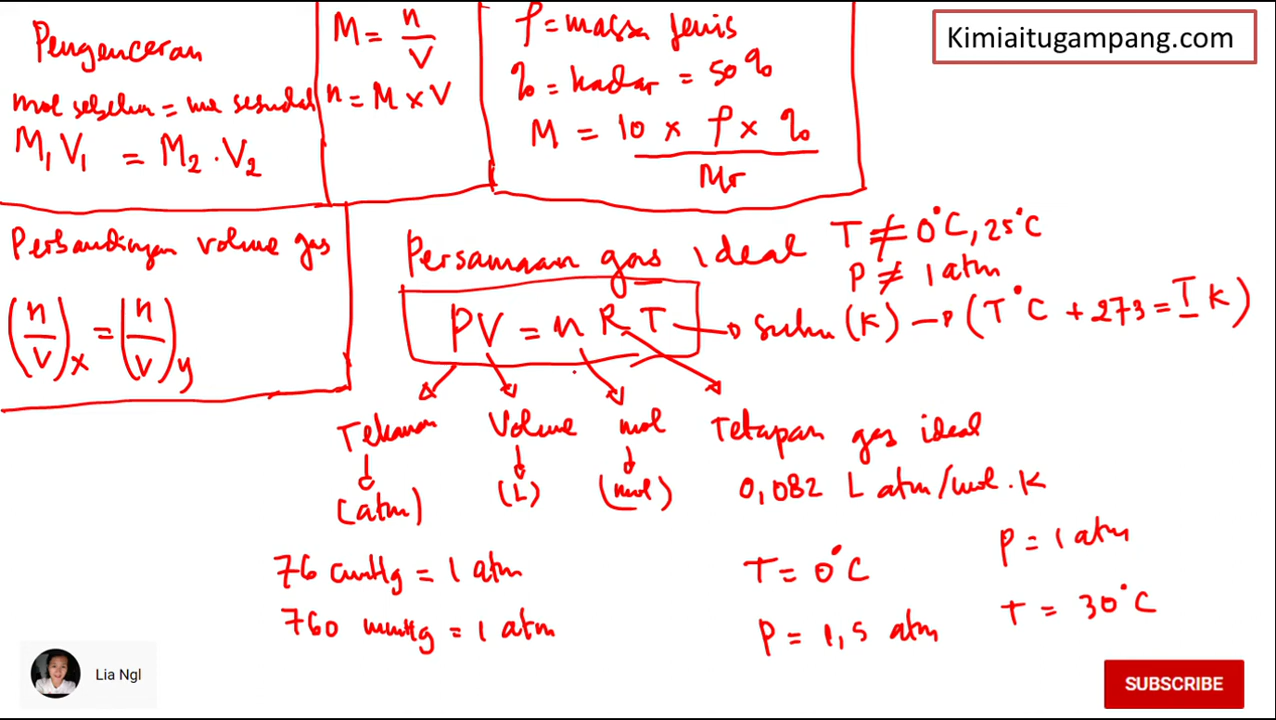 Pengenceran
mol sebelum = mol sesudah
M₁V₁ = M₂ . V₂
M = n / V
n = M x V
ρ = massa jenis
% = kadar = 50%
M = 10 x ρ x % / Mr
Kimiaitugampang.com
Perbandingan volume gas
(n/V)x = (n/V)y
Persamaan gas ideal T ≠ 0°C, 25°C
P ≠ 1 atm
PV = n R T → Suhu (K) → (T°C + 273 = T K)
Tekanan Volume mol Tetapan gas ideal
(atm) (L) (mol) 0,082 L atm/mol . K
76 cmHg = 1 atm
760 mmHg = 1 atm
T = 0°C
P = 1,5 atm
P = 1 atm
T = 30°C
Lia Ngl
SUBSCRIBE